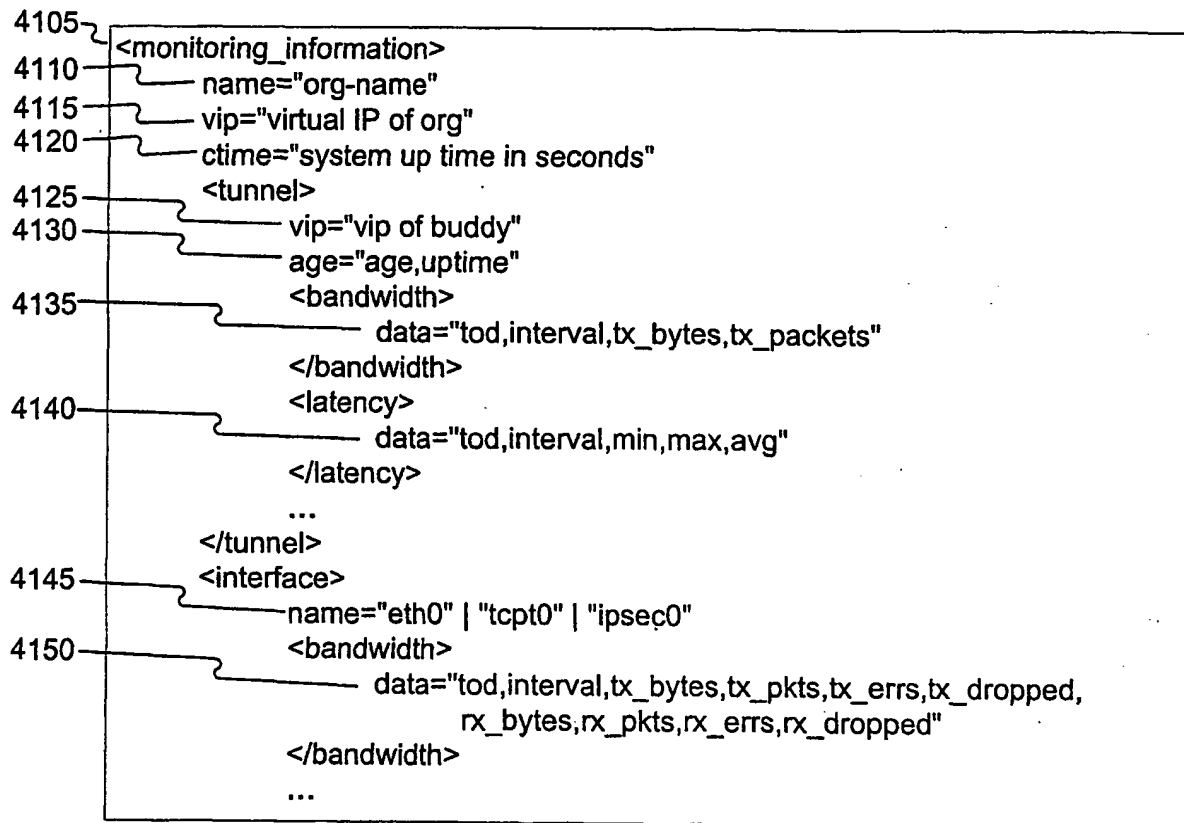 4105 <monitoring_information>
4110 name="org-name"
4115 vip="virtual IP of org"
4120 ctime="system up time in seconds"
<tunnel>
4125 vip="vip of buddy"
4130 age="age,uptime"
<bandwidth>
4135 data="tod,interval,tx_bytes,tx_packets"
</bandwidth>
<latency>
4140 data="tod,interval,min,max,avg"
</latency>
...
</tunnel>
4145 <interface>
name="eth0" | "tcpt0" | "ipsec0"
4150 <bandwidth>
data="tod,interval,tx_bytes,tx_pkts,tx_errs,tx_dropped,
rx_bytes,rx_pkts,rx_errs,rx_dropped"
</bandwidth>
...